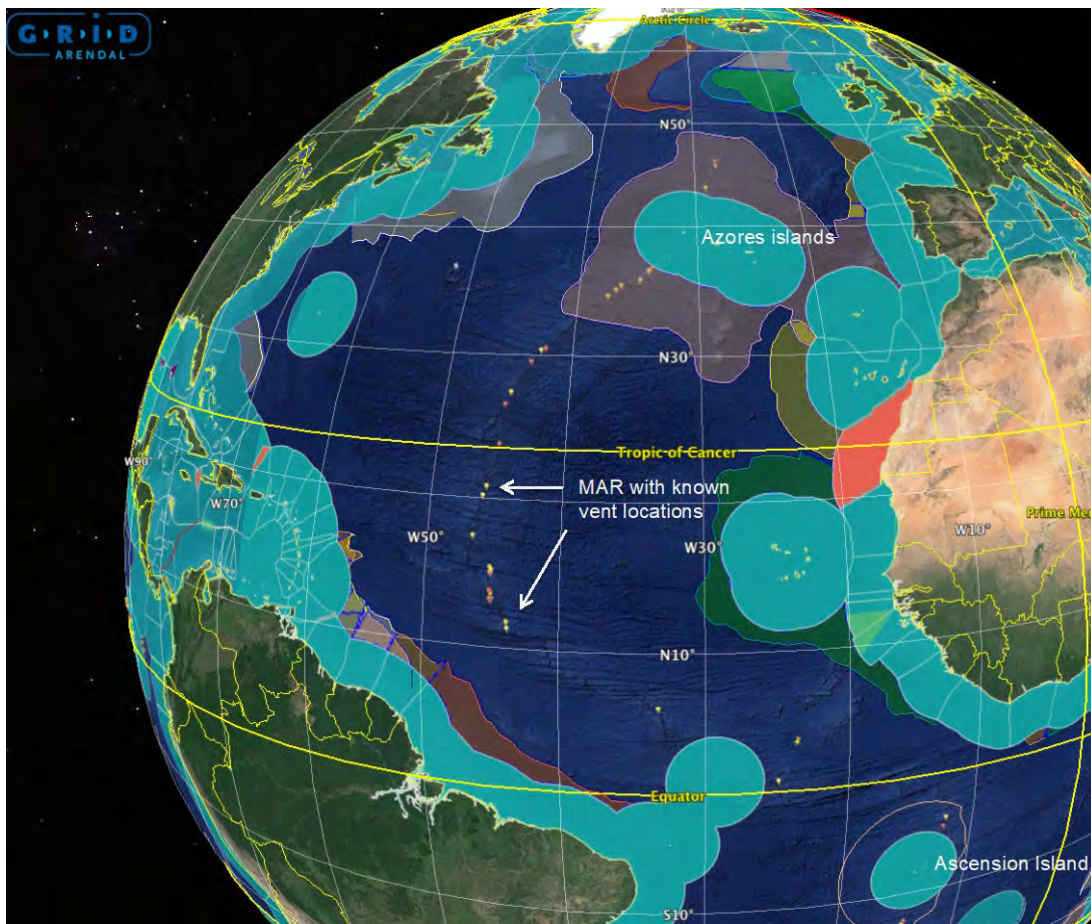 G·R·I·D
ARENDAL
Arctic Circle
N50°
Azores islands
N30°
Tropic of Cancer
W90°
W70°
MAR with known
vent locations
W50°
W30°
W10°
Prime Mer
N10°
Equator
Ascension Island
S10°